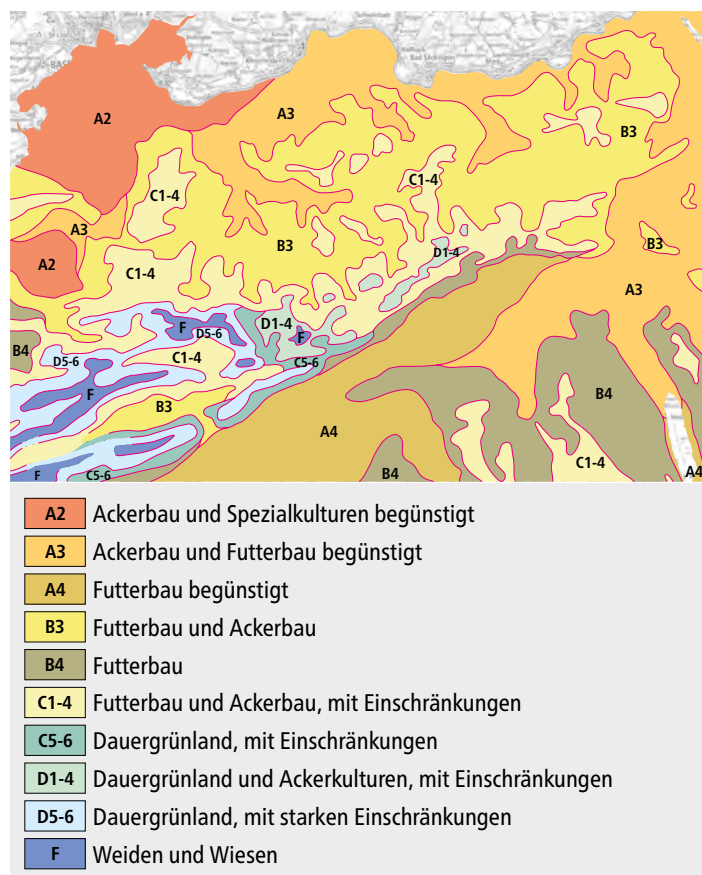 BAS
Bad Säckingen
A2
A3
B3
C1-4
C1-4
A3
B3
D1-4
B3
A2
C1-4
A3
F
D5-6
D1-4
F
B4
D5-6
C1-4
C5-6
F
B3
B4
A4
C1-4
F
C5-6
B4
A4
A2 Ackerbau und Spezialkulturen begünstigt
A3 Ackerbau und Futterbau begünstigt
A4 Futterbau begünstigt
B3 Futterbau und Ackerbau
B4 Futterbau
C1-4 Futterbau und Ackerbau, mit Einschränkungen
C5-6 Dauergrünland, mit Einschränkungen
D1-4 Dauergrünland und Ackerkulturen, mit Einschränkungen
D5-6 Dauergrünland, mit starken Einschränkungen
F Weiden und Wiesen